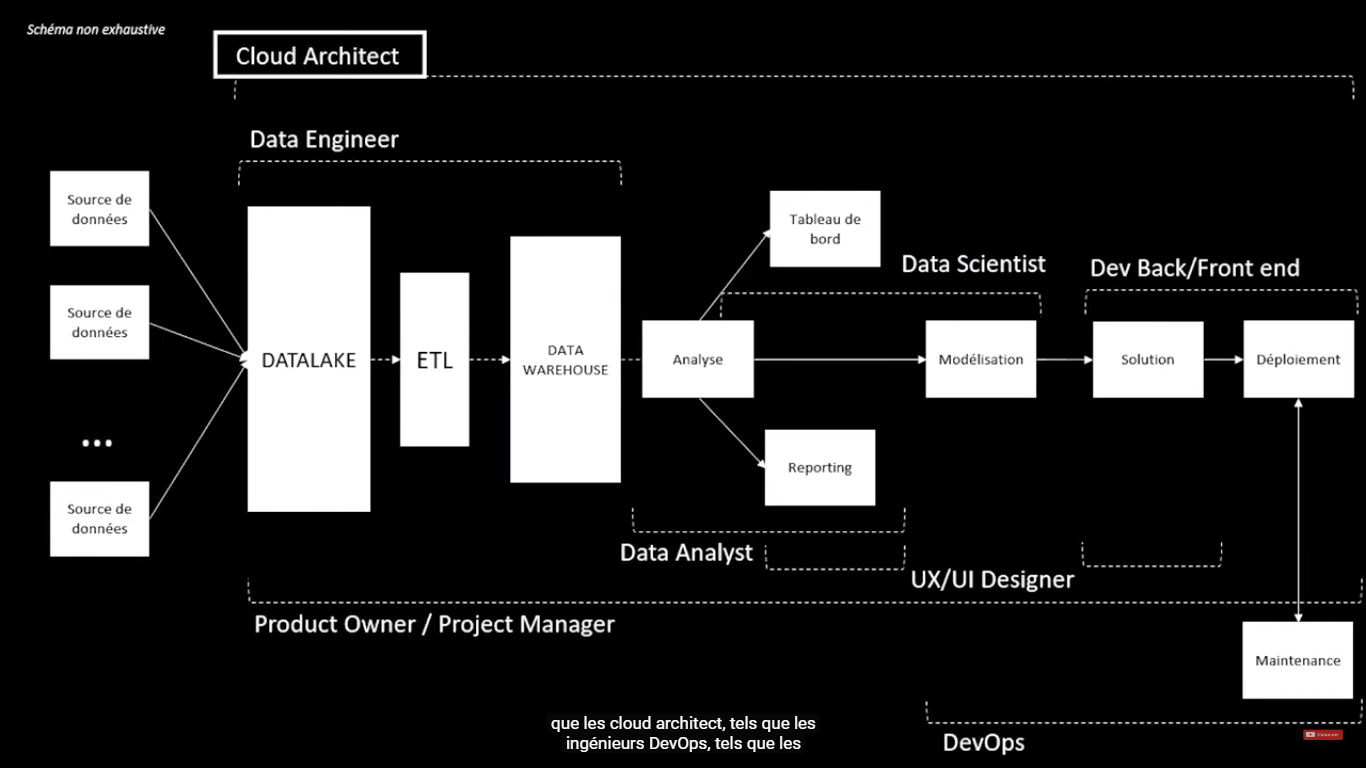 Schéma non exhaustive
Cloud Architect
Data Engineer
Source de
données
Source de
données
...
Source de
données
DATALAKE
ETL
DATA
WAREHOUSE
Analyse
Tableau de
bord
Reporting
Data Scientist
Modélisation
Dev Back/Front end
Solution
Déploiement
Data Analyst
UX/UI Designer
Product Owner / Project Manager
Maintenance
DevOps
que les cloud architect, tels que les
ingénieurs DevOps, tels que les